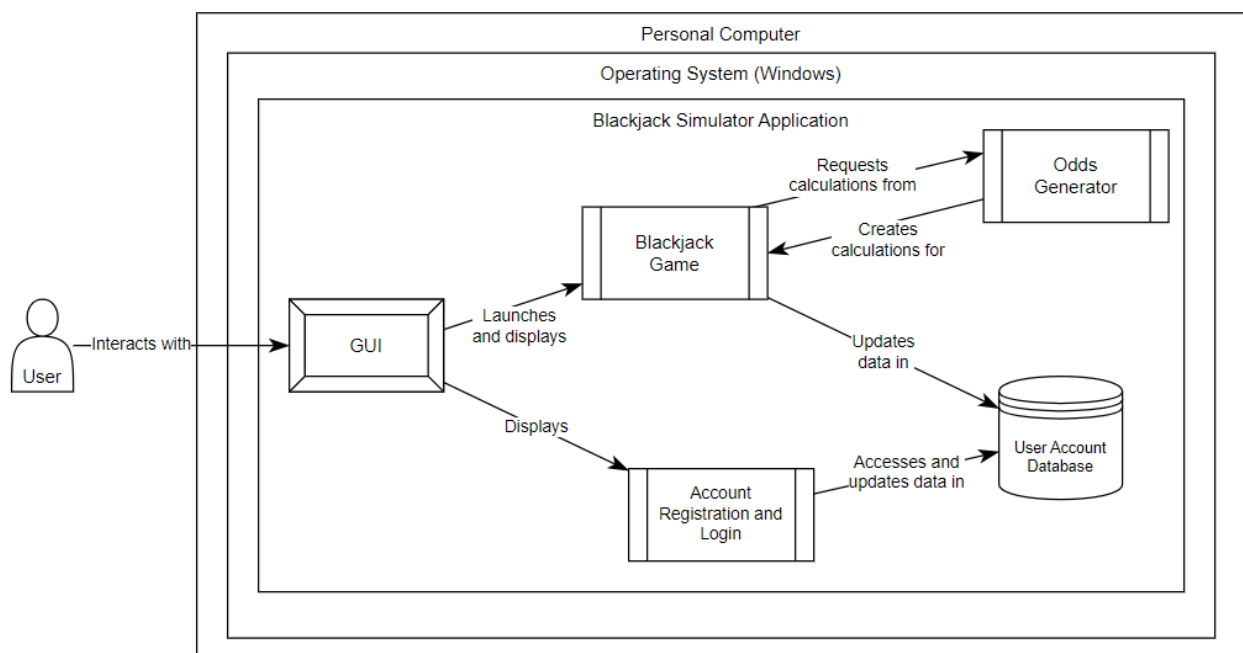 Personal Computer
Operating System (Windows)
Blackjack Simulator Application
Requests
calculations from
Odds
Generator
Creates
calculations for
Blackjack
Game
Launches
and displays
Interacts with
GUI
User
Updates
data in
Displays
User Account
Database
Accesses and
updates data in
Account
Registration and
Login